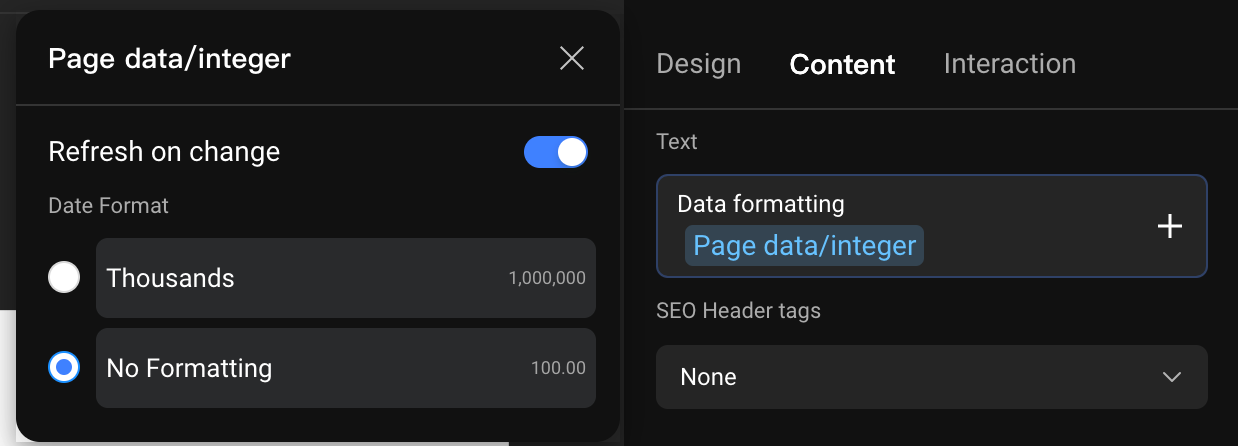 Page data/integer
Refresh on change
Date Format
Thousands 1,000,000
No Formatting 100.00
Design Content Interaction
Text
Data formatting
Page data/integer
SEO Header tags
None